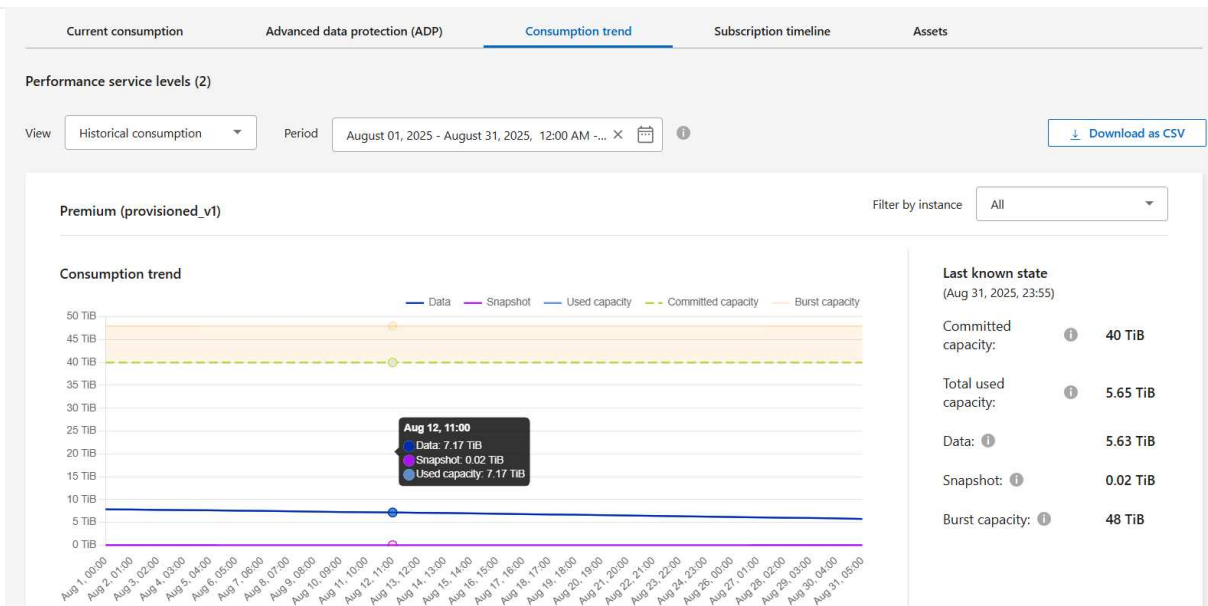 Current consumption
Advanced data protection (ADP)
Consumption trend
Subscription timeline
Assets
Performance service levels (2)
View
Historical consumption
Period
August 01, 2025 - August 31, 2025, 12:00 AM -...
Download as CSV
Premium (provisioned_v1)
Filter by instance
All
Consumption trend
Data
Snapshot
Used capacity
Committed capacity
Burst capacity
50 TiB
45 TiB
40 TiB
35 TiB
30 TiB
25 TiB
20 TiB
15 TiB
10 TiB
5 TiB
0 TiB
Aug 12, 11:00
Data: 7.17 TiB
Snapshot: 0.02 TiB
Used capacity: 7.17 TiB
Aug 1, 00:00
Aug 2, 01:00
Aug 3, 02:00
Aug 4, 03:00
Aug 5, 04:00
Aug 6, 05:00
Aug 7, 06:00
Aug 8, 07:00
Aug 9, 08:00
Aug 10, 09:00
Aug 11, 10:00
Aug 12, 11:00
Aug 13, 12:00
Aug 14, 13:00
Aug 15, 14:00
Aug 16, 15:00
Aug 17, 16:00
Aug 18, 17:00
Aug 19, 18:00
Aug 20, 19:00
Aug 21, 20:00
Aug 22, 21:00
Aug 23, 22:00
Aug 24, 23:00
Aug 26, 00:00
Aug 27, 01:00
Aug 28, 02:00
Aug 29, 03:00
Aug 30, 04:00
Aug 31, 05:00
Last known state
(Aug 31, 2025, 23:55)
Committed
capacity:
40 TiB
Total used
capacity:
5.65 TiB
Data:
5.63 TiB
Snapshot:
0.02 TiB
Burst capacity:
48 TiB